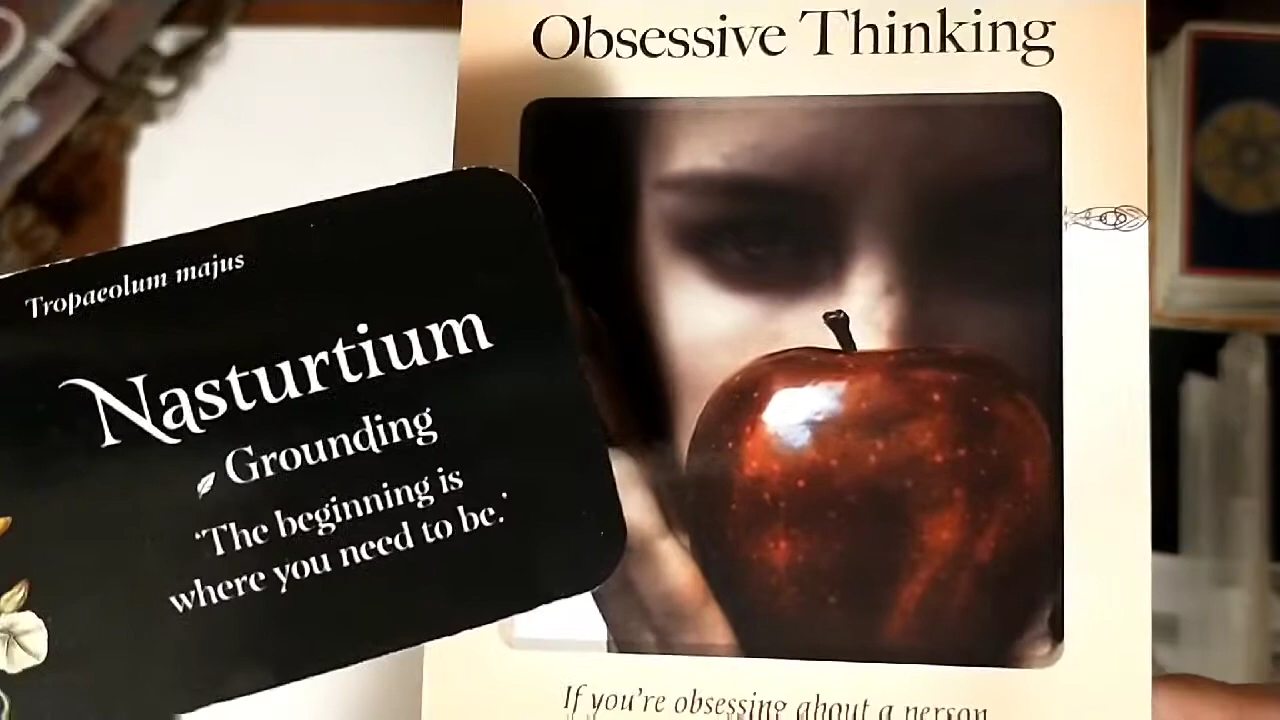 Obsessive Thinking
Tropaeolum majus
Nasturtium
Grounding
'The beginning is
where you need to be.'
If you're obsessing about a person